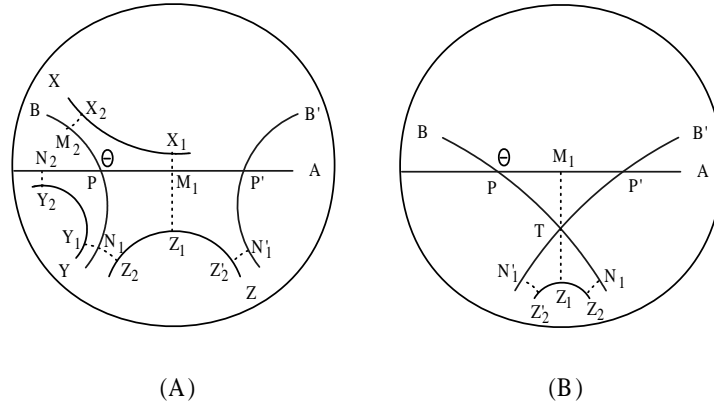 X
X₂
B
B'
M₂
X₁
N₂
Θ
P
M₁
P'
A
Y₂
Y₁
N₁
Z₁
N'₁
Y
Z₂
Z'₂
Z
(A)
B
B'
Θ
M₁
P
P'
A
T
N'₁
N₁
Z'₂
Z₁
Z₂
(B)